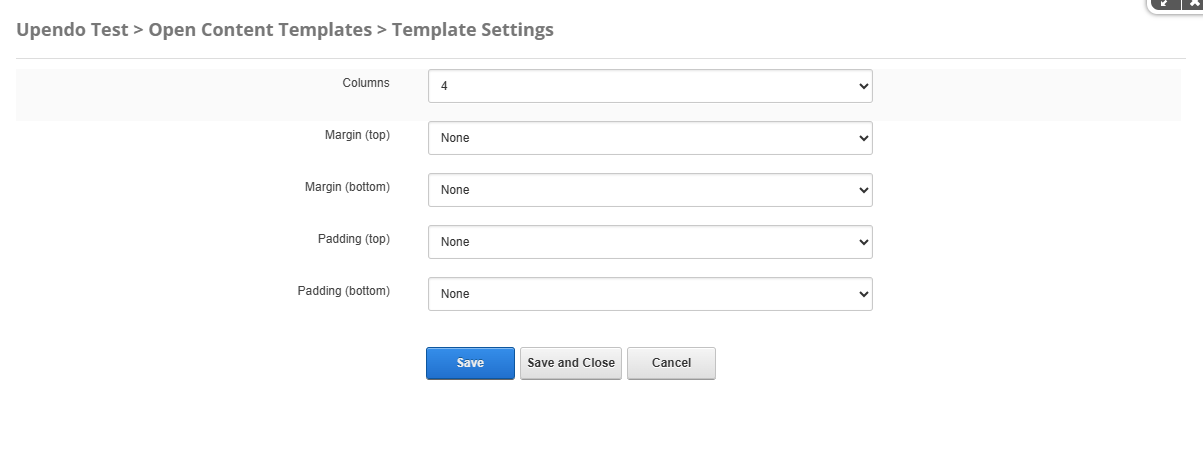 Upendo Test > Open Content Templates > Template Settings
Columns 4
Margin (top) None
Margin (bottom) None
Padding (top) None
Padding (bottom) None
Save Save and Close Cancel